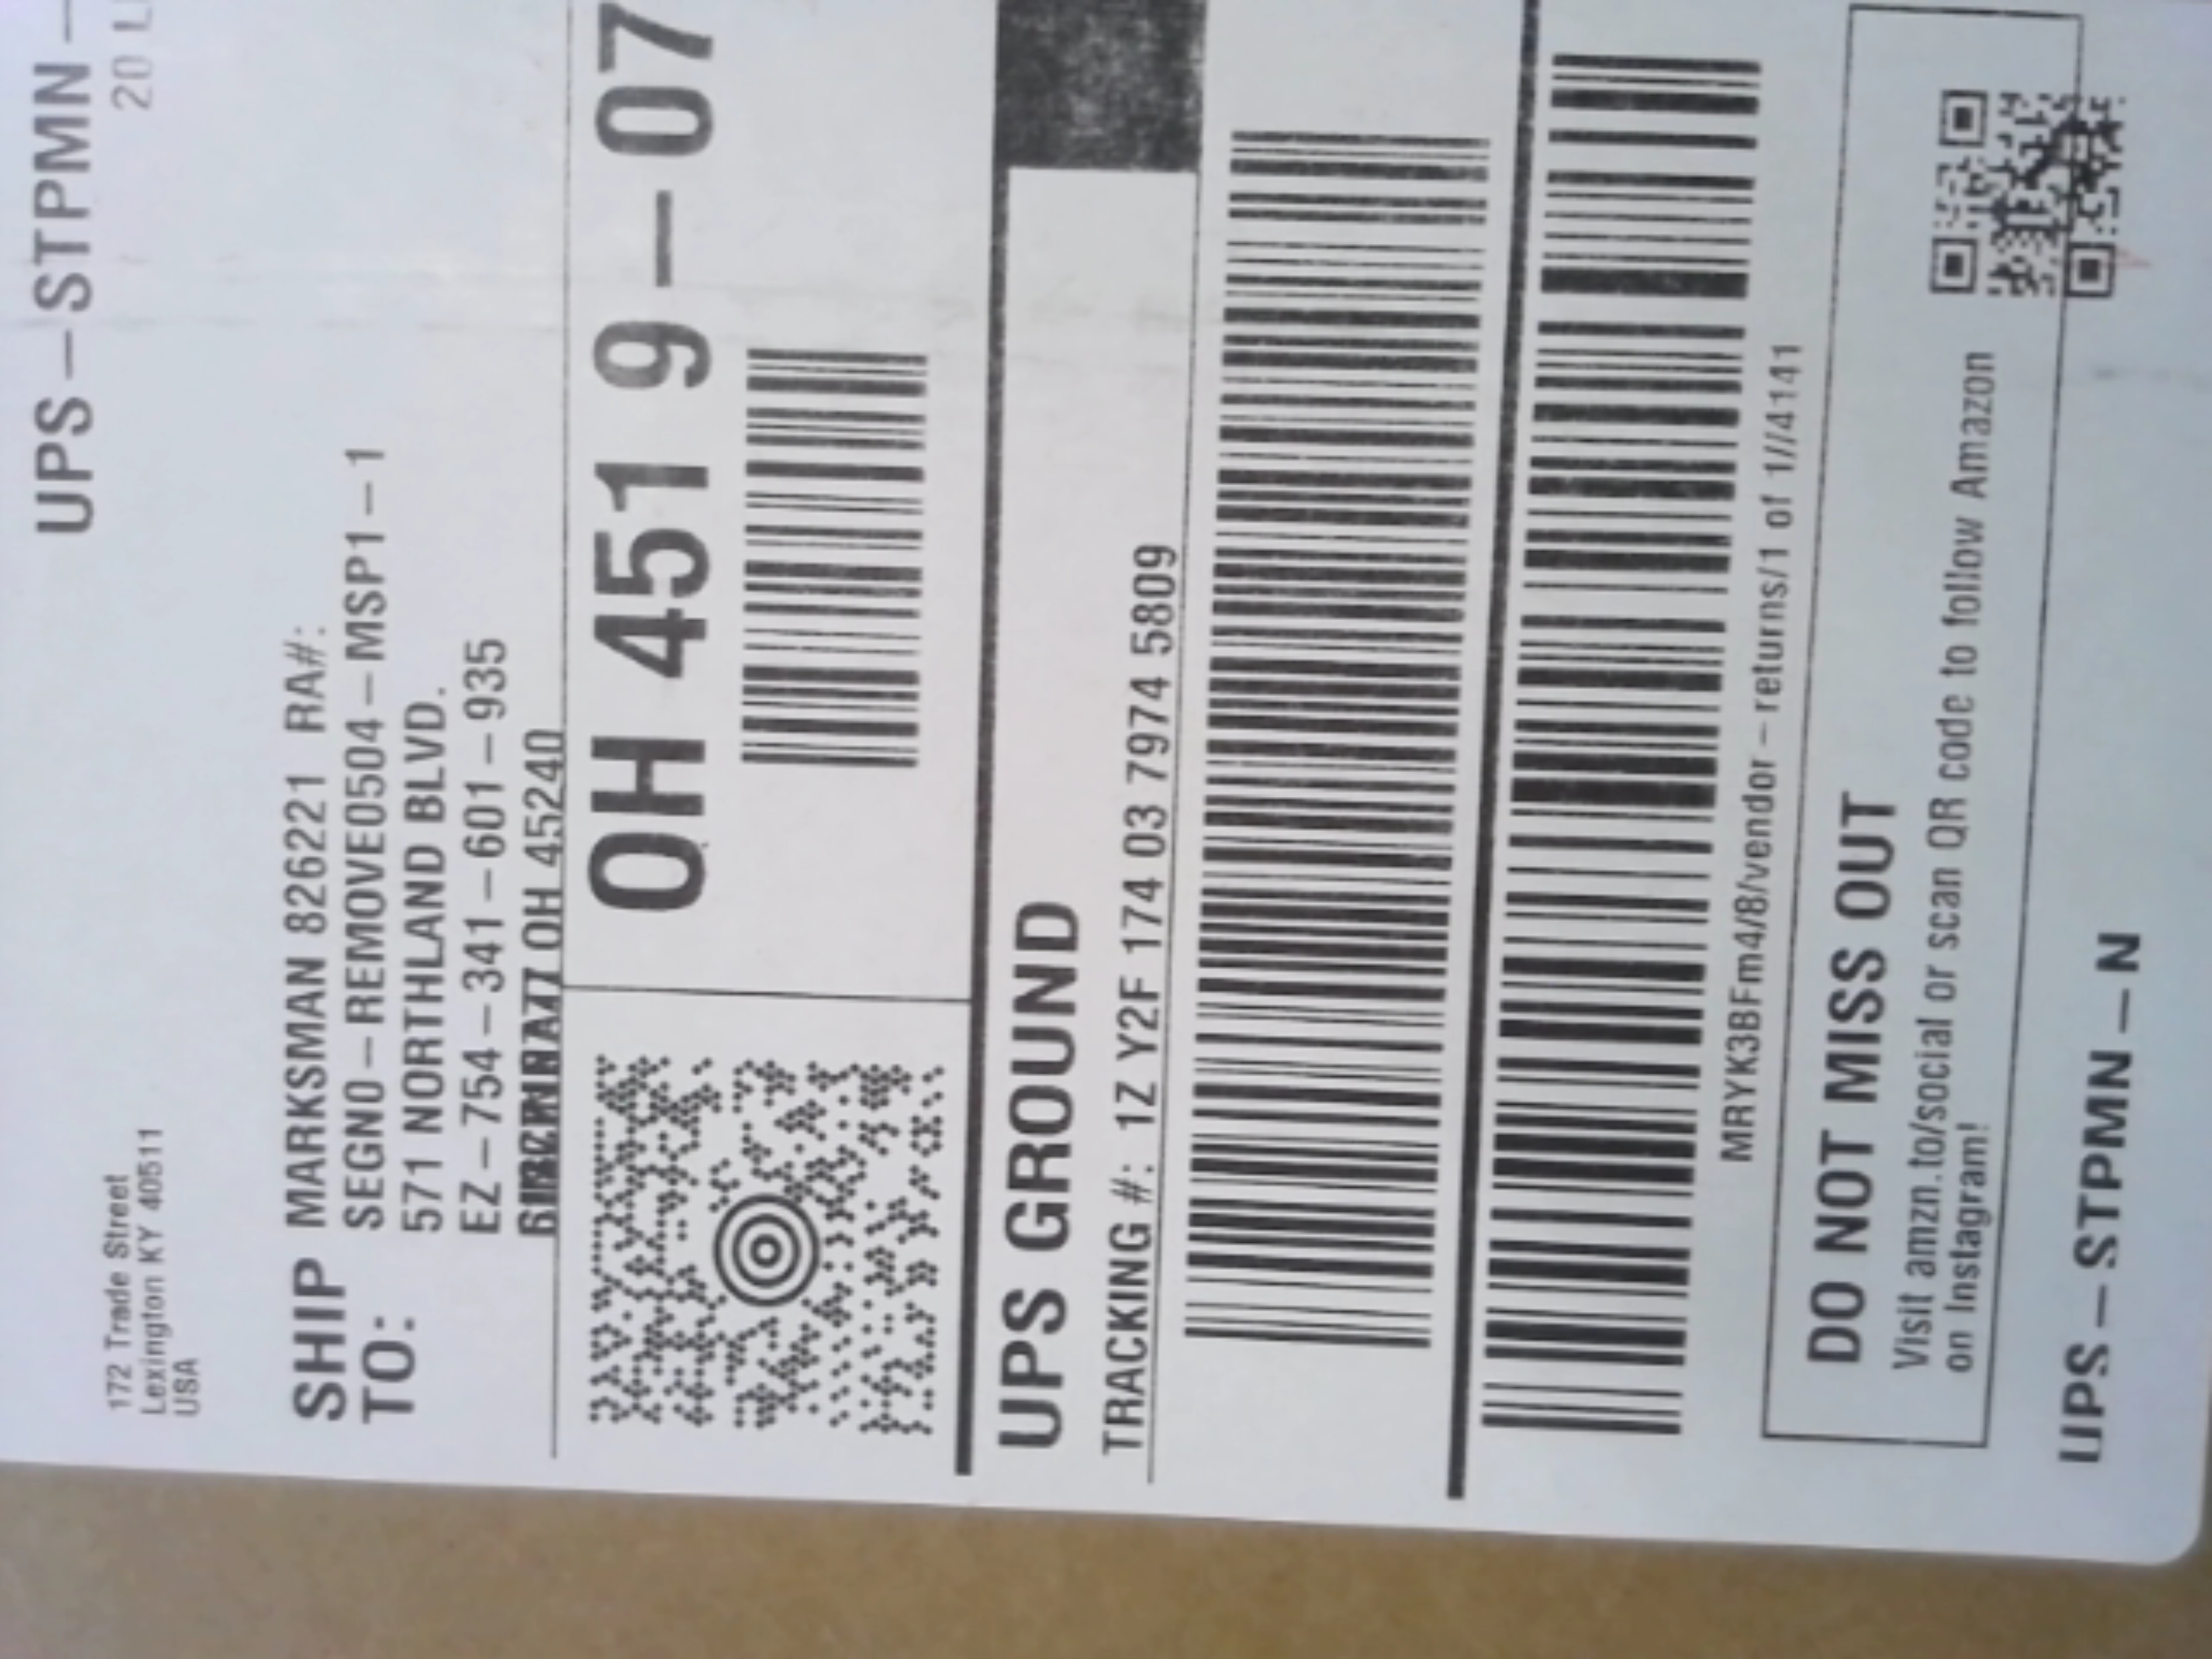 UPS-STPMN-
20 L
172 Trade Street
Lexington KY 40511
USA
SHIP
TO:
MARKSMAN 826221 RA#:
SEGNO-REMOVE0504-MSP1-1
571 NORTHLAND BLVD.
EZ-754-341-601-935
OH 45240
OH 451 9-07
UPS GROUND
TRACKING #: 1Z Y2F 174 03 7974 5809
MRYK3BFm4/8/vendor-returns/1 of 1//4141
DO NOT MISS OUT
Visit amzn.to/social or scan QR code to follow Amazon
on Instagram!
UPS-STPMN-N